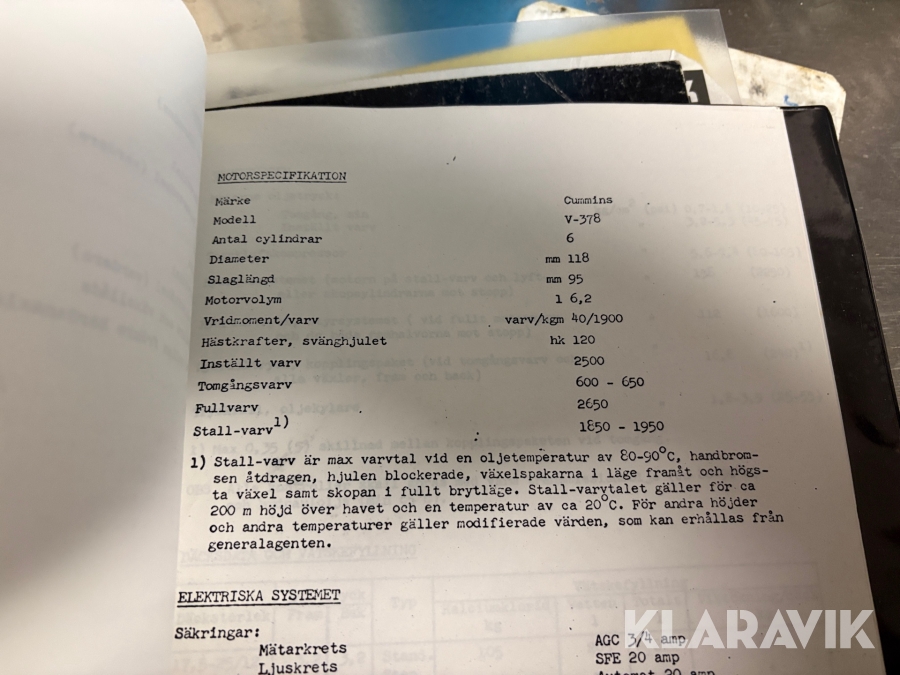 MOTORSPECIFIKATION
Märke Cummins
Modell V-378
Antal cylindrar 6
Diameter mm 118
Slaglängd mm 95
Motorvolym l 6,2
Vridmoment/varv varv/kgm 40/1900
Hästkrafter, svänghjulet hk 120
Inställt varv 2500
Tomgångsvarv 600 - 650
Fullvarv 2650
Stall-varv1) 1850 - 1950
1) Stall-varv är max varvtal vid en oljetemperatur av 80-90°C, handbrom-
sen åtdragen, hjulen blockerade, växelspakarna i läge framåt och högs-
ta växel samt skopan i fullt brytläge. Stall-varvtalet gäller för ca
200 m höjd över havet och en temperatur av ca 20°C. För andra höjder
och andra temperaturer gäller modifierade värden, som kan erhållas från
generalagenten.
ELEKTRISKA SYSTEMET
Säkringar:
Mätarkrets AGC 3/4 amp
Ljuskrets SFE 20 amp
Automat 20 amp
KLARAVIK